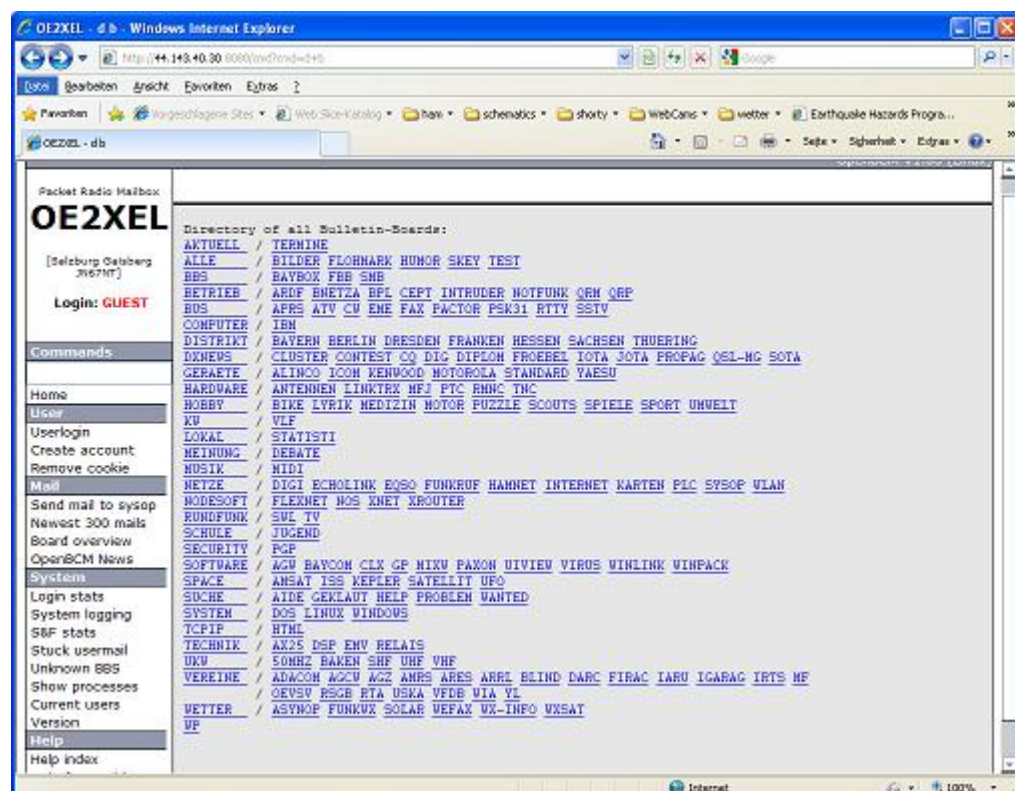 OE2XEL - d b - Windows Internet Explorer
http://44.143.40.30:8080/cmd?cmd=d+b
Google
Datei Bearbeiten Ansicht Favoriten Extras ?
Favoriten Vorgeschlagene Sites Web Slice-Katalog ham schematics shorty WebCams wetter Earthquake Hazards Progra...
OE2XEL - d b
Seite Sicherheit Extras
Packet Radio Mailbox
OE2XEL
[Salzburg Gaisberg
JN67NT]
Login: GUEST
Commands
Home
User
Userlogin
Create account
Remove cookie
Mail
Send mail to sysop
Newest 300 mails
Board overview
OpenBCM News
System
Login stats
System logging
S&F stats
Stuck usermail
Unknown BBS
Show processes
Current users
Version
Help
Help index
Directory of all Bulletin-Boards:
AKTUELL / TERMINE
ALLE / BILDER FLOHMARK HUMOR SKEY TEST
BBS / BAYBOX FBB SMB
BETRIEB / ARDF BNETZA BPL CEPT INTRUDER NOTFUNK QRM QRP
BUS / APRS ATV CW EME FAX PACTOR PSK31 RTTY SSTV
COMPUTER / IBM
DISTRIKT / BAYERN BERLIN DRESDEN FRANKEN HESSEN SACHSEN THUERING
DXNEWS / CLUSTER CONTEST CQ DIG DIPLOM FROEBEL IOTA JOTA PROPAG QSL-MG SOTA
GERAETE / ALINCO ICOM KENWOOD MOTOROLA STANDARD YAESU
HARDWARE / ANTENNEN LINKTRX MFJ PTC RMNC TNC
HOBBY / BIKE LYRIK MEDIZIN MOTOR PUZZLE SCOUTS SPIELE SPORT UMWELT
KW / VLF
LOKAL / STATISTI
MEINUNG / DEBATE
MUSIK / MIDI
NETZE / DIGI ECHOLINK EQSO FUNKRUF HAMNET INTERNET KARTEN PLC SYSOP WLAN
NODESOFT / FLEXNET NOS XNET XROUTER
RUNDFUNK / SWL TV
SCHULE / JUGEND
SECURITY / PGP
SOFTWARE / AGW BAYCOM CLX GP MIXW PAXON UIVIEW VIRUS WINLINK WINPACK
SPACE / AMSAT ISS KEPLER SATELLIT UFO
SUCHE / AIDE GEKLAUT HELP PROBLEM WANTED
SYSTEM / DOS LINUX WINDOWS
TCPIP / HTML
TECHNIK / AX25 DSP EMV RELAIS
UKW / 50MHZ BAKEN SHF UHF VHF
VEREINE / ADACOM AGCW AGZ AMRS ARES ARRL BLIND DARC FIRAC IARU IGARAG IRTS MF
/ OEVSV RSGB RTA USKA VFDB VIA YL
WETTER / ASYNOP FUNKWX SOLAR WEFAX WX-INFO WXSAT
WP
Internet
100%